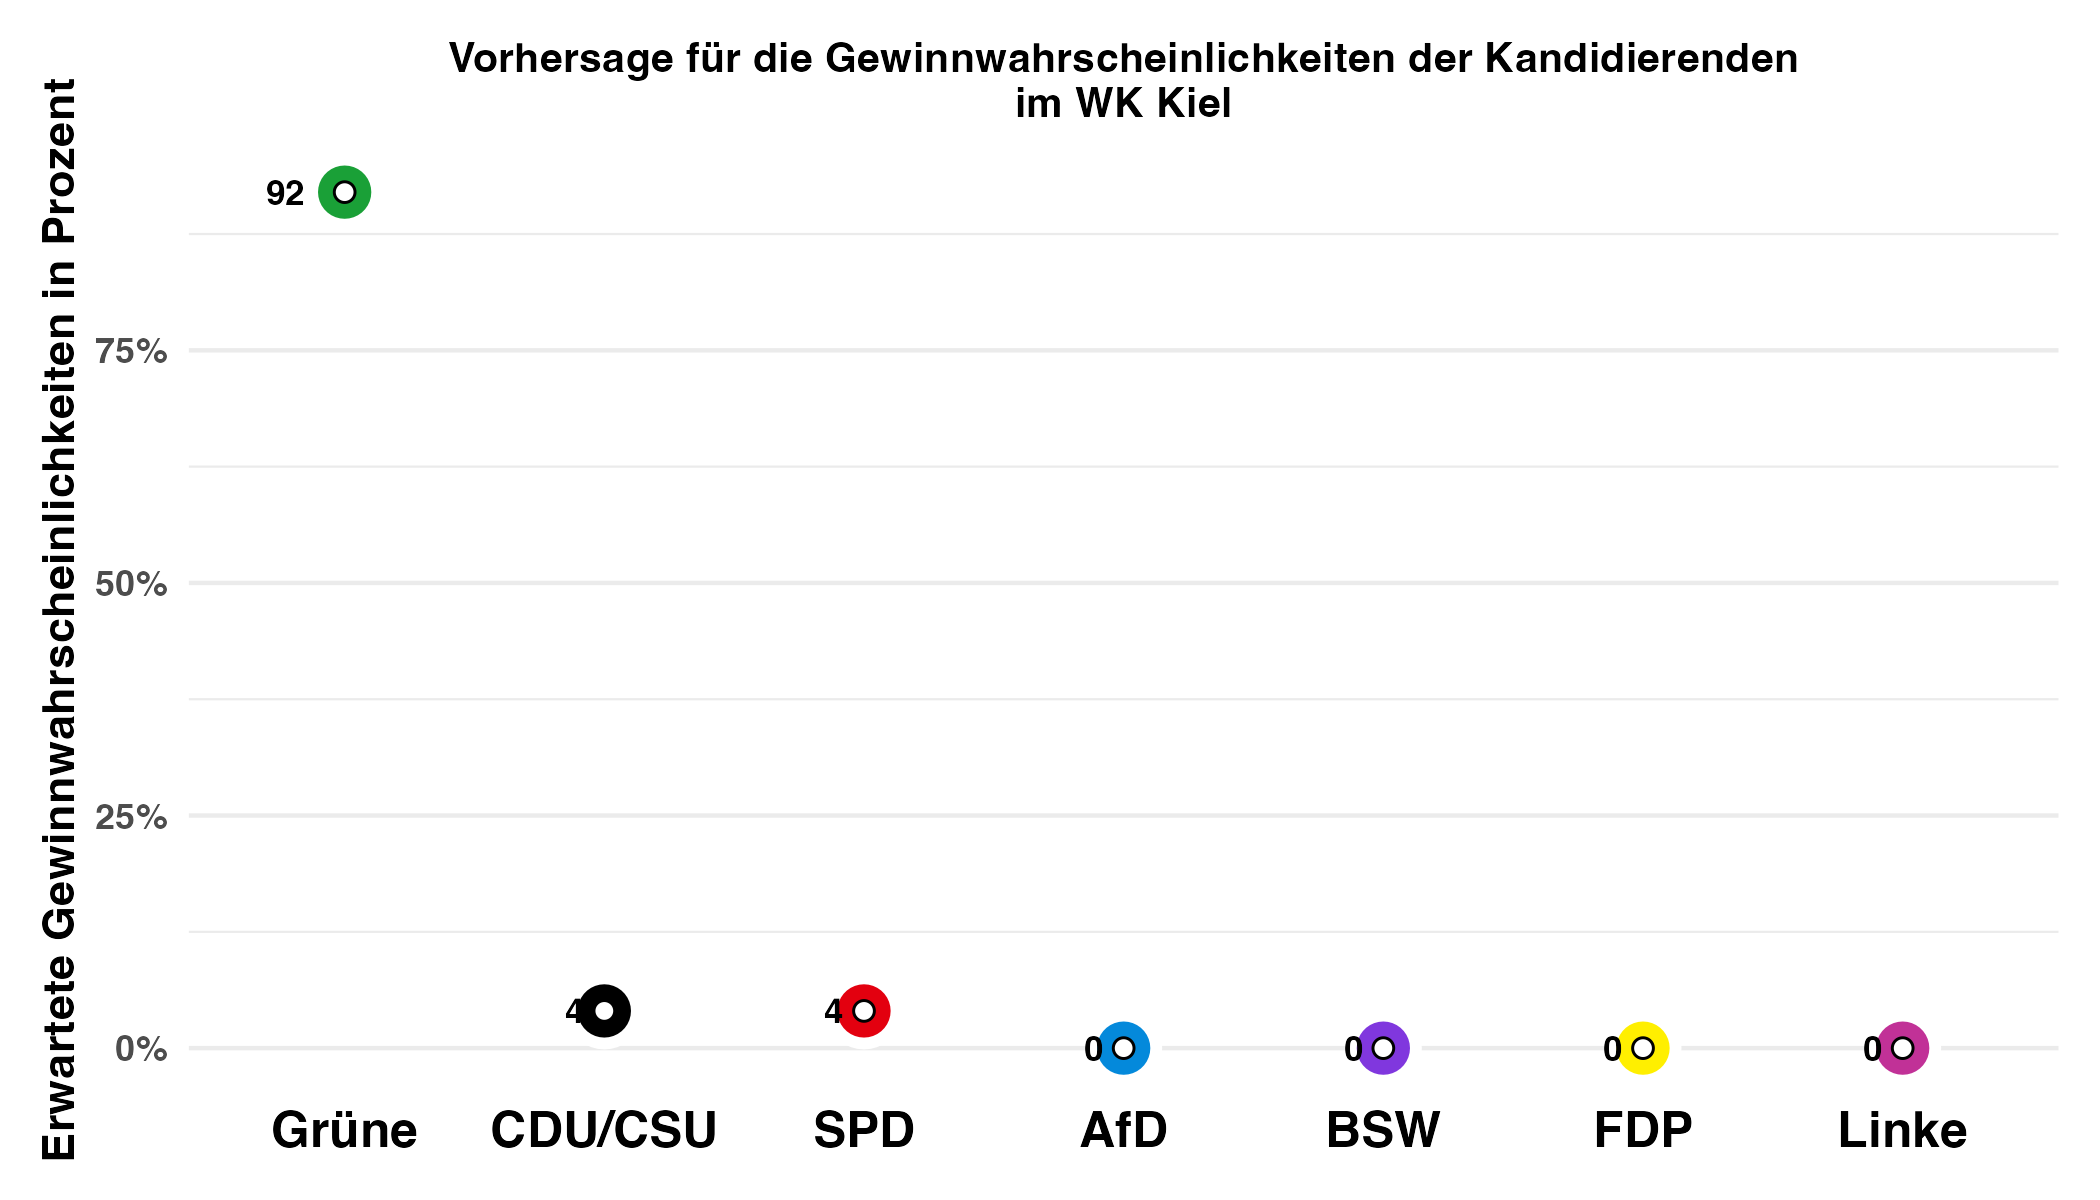 Vorhersage für die Gewinnwahrscheinlichkeiten der Kandidierenden
im WK Kiel
Erwartete Gewinnwahrscheinlichkeiten in Prozent
92
75%
50%
25%
4
4
0%
0
0
0
0
Grüne
CDU/CSU
SPD
AfD
BSW
FDP
Linke